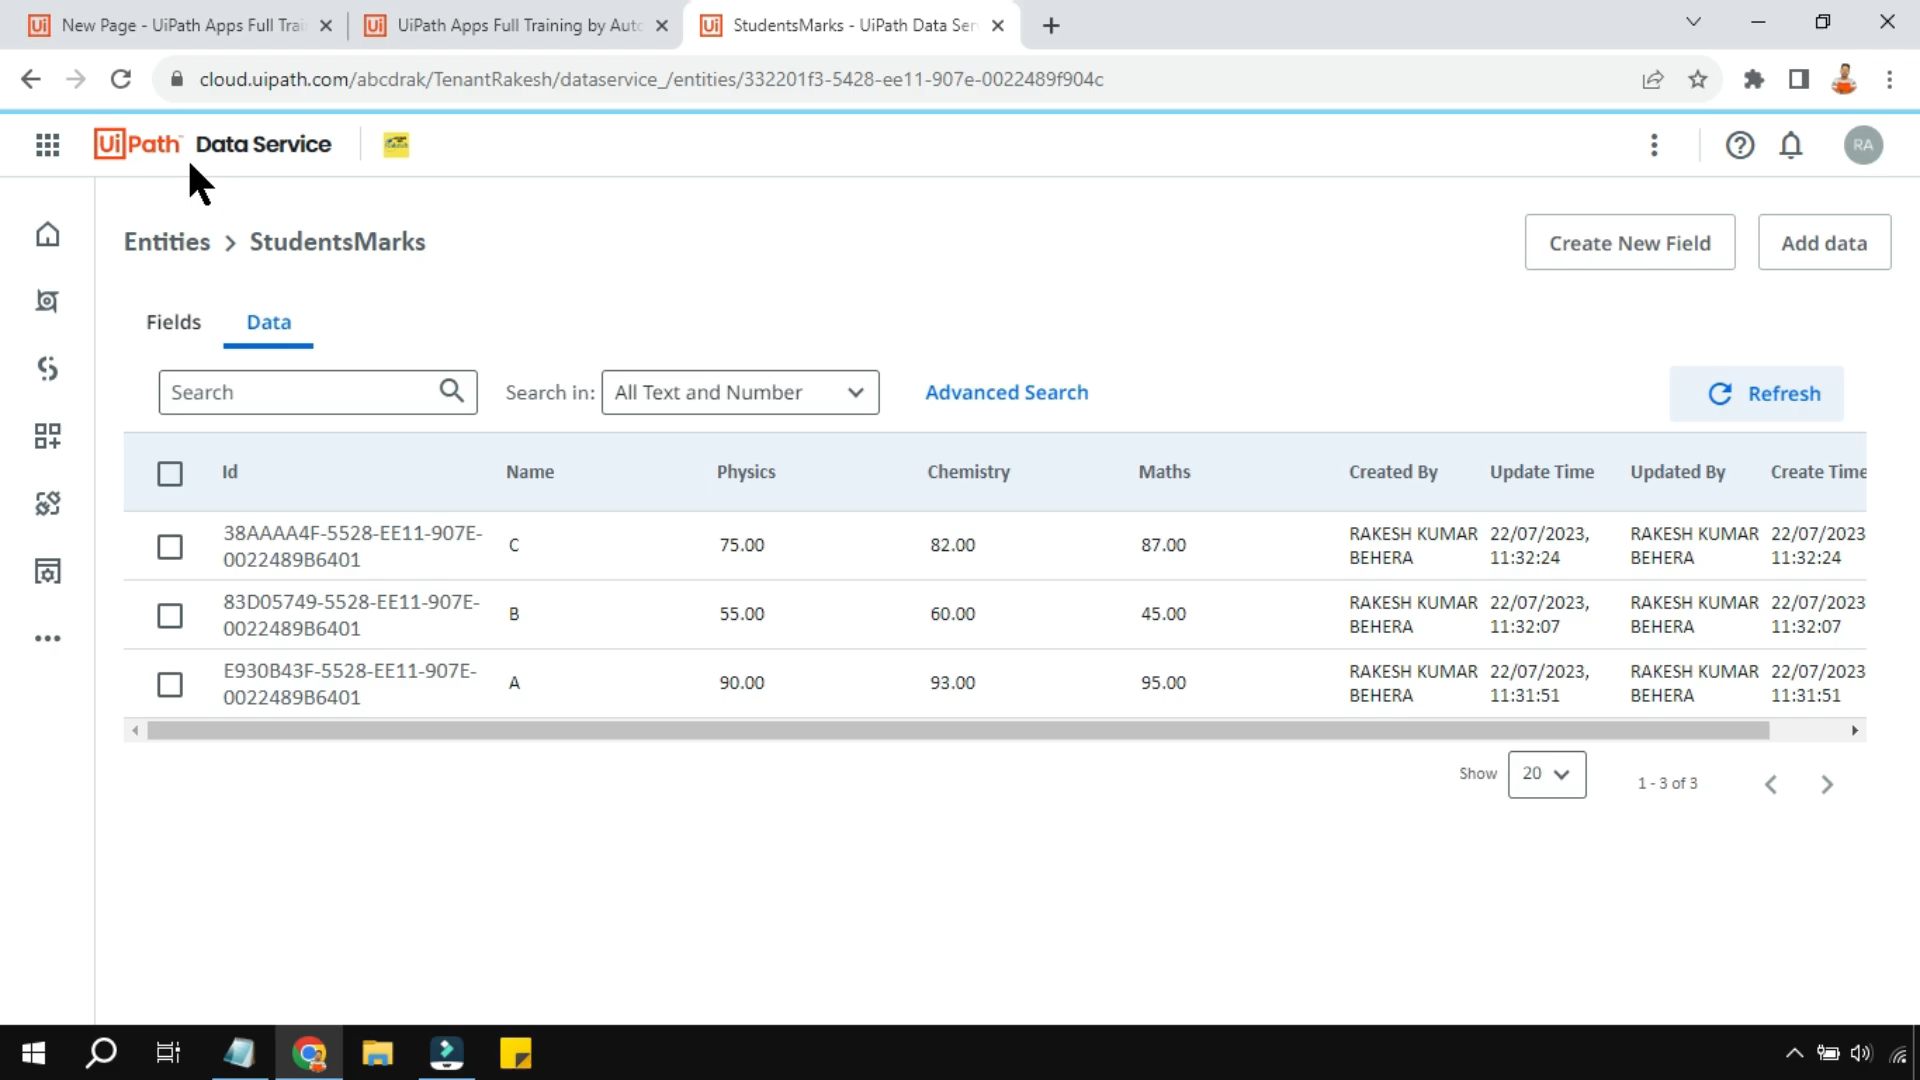 New Page - UiPath Apps Full Trai
UiPath Apps Full Training by Auto
StudentsMarks - UiPath Data Ser
cloud.uipath.com/abcdrak/TenantRakesh/dataservice_/entities/332201f3-5428-ee11-907e-0022489f904c
UiPath Data Service
RA
Entities > StudentsMarks
Create New Field
Add data
Fields
Data
Search
Search in:
All Text and Number
Advanced Search
Refresh
Id Name Physics Chemistry Maths Created By Update Time Updated By Create Time
38AAAA4F-5528-EE11-907E- C 75.00 82.00 87.00 RAKESH KUMAR 22/07/2023, RAKESH KUMAR 22/07/2023
0022489B6401 BEHERA 11:32:24 BEHERA 11:32:24
83D05749-5528-EE11-907E- B 55.00 60.00 45.00 RAKESH KUMAR 22/07/2023, RAKESH KUMAR 22/07/2023
0022489B6401 BEHERA 11:32:07 BEHERA 11:32:07
E930B43F-5528-EE11-907E- A 90.00 93.00 95.00 RAKESH KUMAR 22/07/2023, RAKESH KUMAR 22/07/2023
0022489B6401 BEHERA 11:31:51 BEHERA 11:31:51
Show 20 1 - 3 of 3